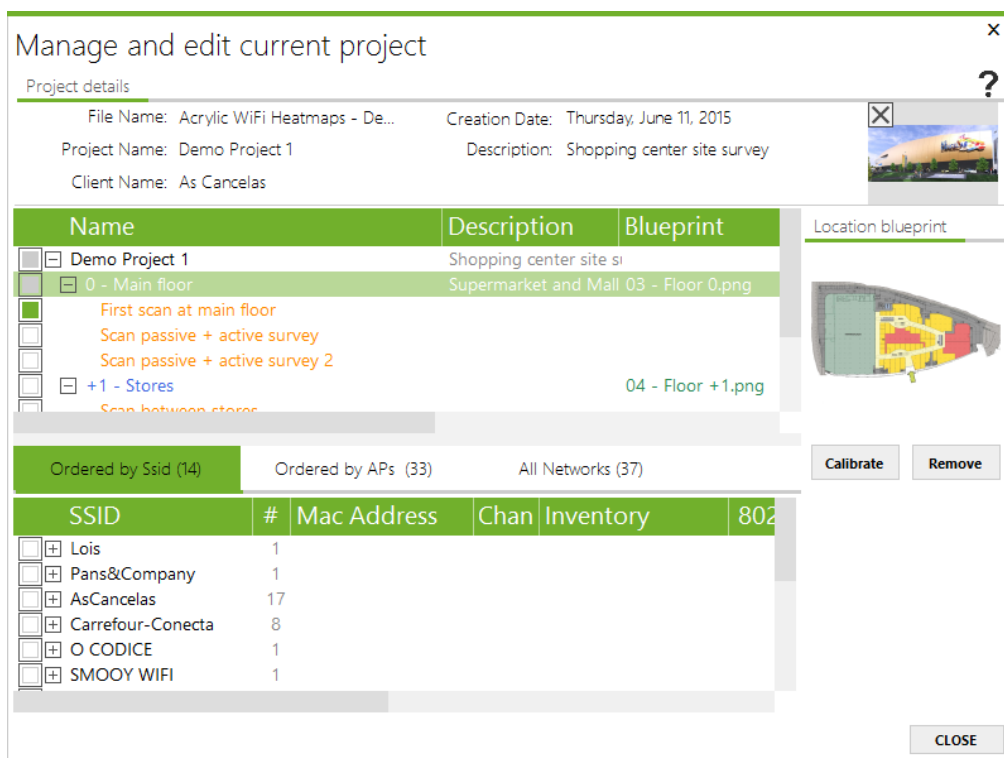 Manage and edit current project
×
Project details
?
File Name: Acrylic WiFi Heatmaps - De...
Creation Date: Thursday, June 11, 2015
Project Name: Demo Project 1
Description: Shopping center site survey
Client Name: As Cancelas
Name Description Blueprint
Location blueprint
Demo Project 1 Shopping center site su
0 - Main floor Supermarket and Mall 03 - Floor 0.png
First scan at main floor
Scan passive + active survey
Scan passive + active survey 2
+1 - Stores 04 - Floor +1.png
Scan between stores
Calibrate Remove
Ordered by Ssid (14) Ordered by APs (33) All Networks (37)
SSID # Mac Address Chan Inventory 802
Lois 1
Pans&Company 1
AsCancelas 17
Carrefour-Conecta 8
O CODICE 1
SMOOY WIFI 1
CLOSE